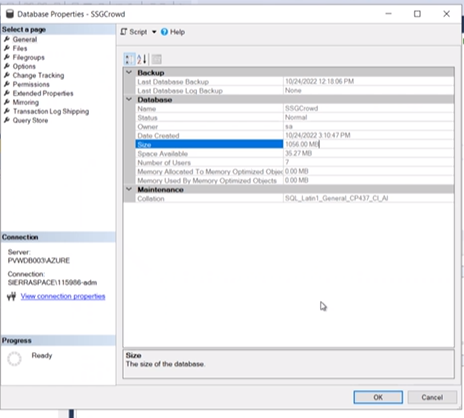 Database Properties - SSGCrowd
Select a page
General
Files
Filegroups
Options
Change Tracking
Permissions
Extended Properties
Mirroring
Transaction Log Shipping
Query Store
Script
Help
Backup
Last Database Backup 10/24/2022 12:18:06 PM
Last Database Log Backup None
Database
Name SSGCrowd
Status Normal
Owner sa
Date Created 10/24/2022 3:10:47 PM
Size 1056.00 MB
Space Available 35.27 MB
Number of Users 7
Memory Allocated To Memory Optimized Objec 0.00 MB
Memory Used By Memory Optimized Objects 0.00 MB
Maintenance
Collation SQL_Latin1_General_CP437_CI_AI
Connection
Server:
PVWDB003\AZURE
Connection:
SIERRASPACE\115986-adm
View connection properties
Progress
Ready
Size
The size of the database.
OK
Cancel